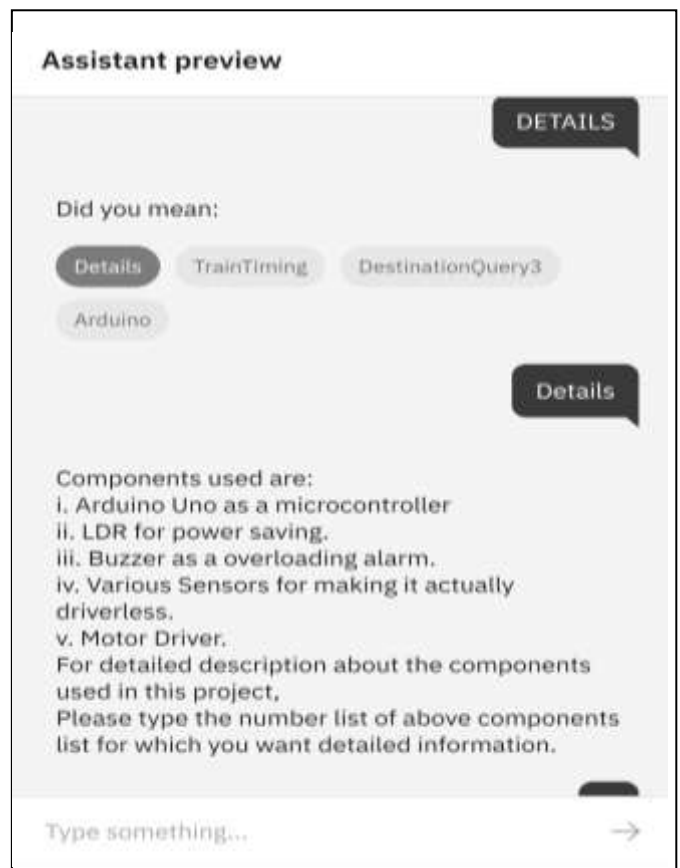 Assistant preview
DETAILS
Did you mean:
Details TrainTiming DestinationQuery3
Arduino
Details
Components used are:
i. Arduino Uno as a microcontroller
ii. LDR for power saving.
iii. Buzzer as a overloading alarm.
iv. Various Sensors for making it actually
driverless.
v. Motor Driver.
For detailed description about the components
used in this project,
Please type the number list of above components
list for which you want detailed information.
Type something...